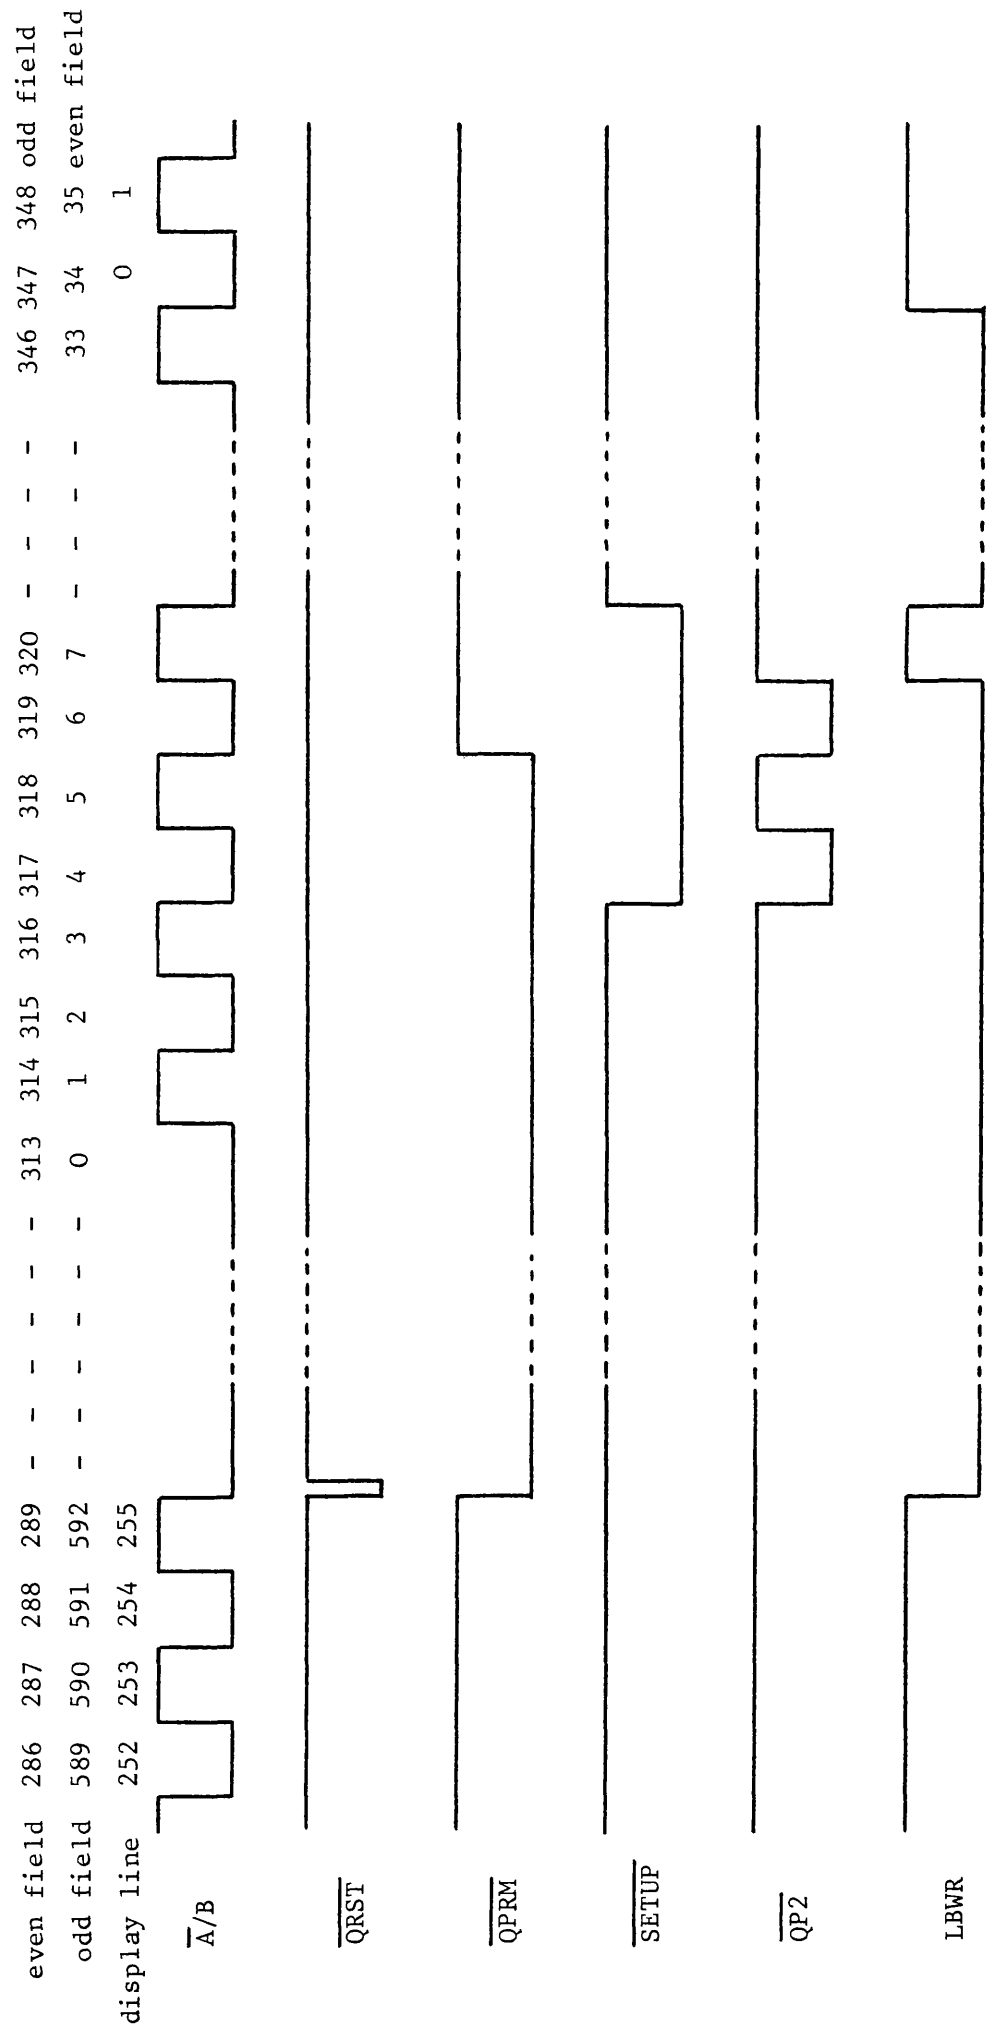 even field 286 287 288 289 - - - - - - 313 314 315 316 317 318 319 320 - - - - 346 347 348 odd field
odd field 589 590 591 592 - - - - - - 0 1 2 3 4 5 6 7 - - - - 33 34 35 even field
display line 252 253 254 255 0 1
A/B
QRST
QPRM
SETUP
QP2
LBWR